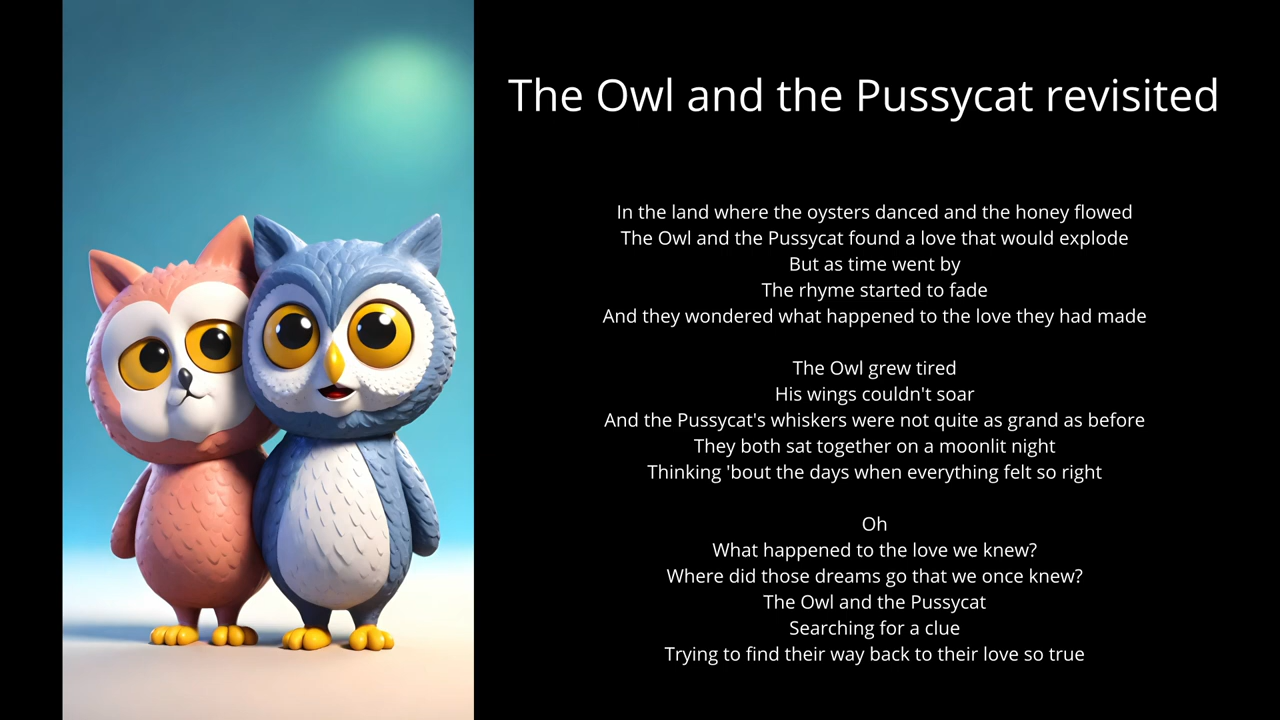 The Owl and the Pussycat revisited
In the land where the oysters danced and the honey flowed
The Owl and the Pussycat found a love that would explode
But as time went by
The rhyme started to fade
And they wondered what happened to the love they had made
The Owl grew tired
His wings couldn't soar
And the Pussycat's whiskers were not quite as grand as before
They both sat together on a moonlit night
Thinking 'bout the days when everything felt so right
Oh
What happened to the love we knew?
Where did those dreams go that we once knew?
The Owl and the Pussycat
Searching for a clue
Trying to find their way back to their love so true